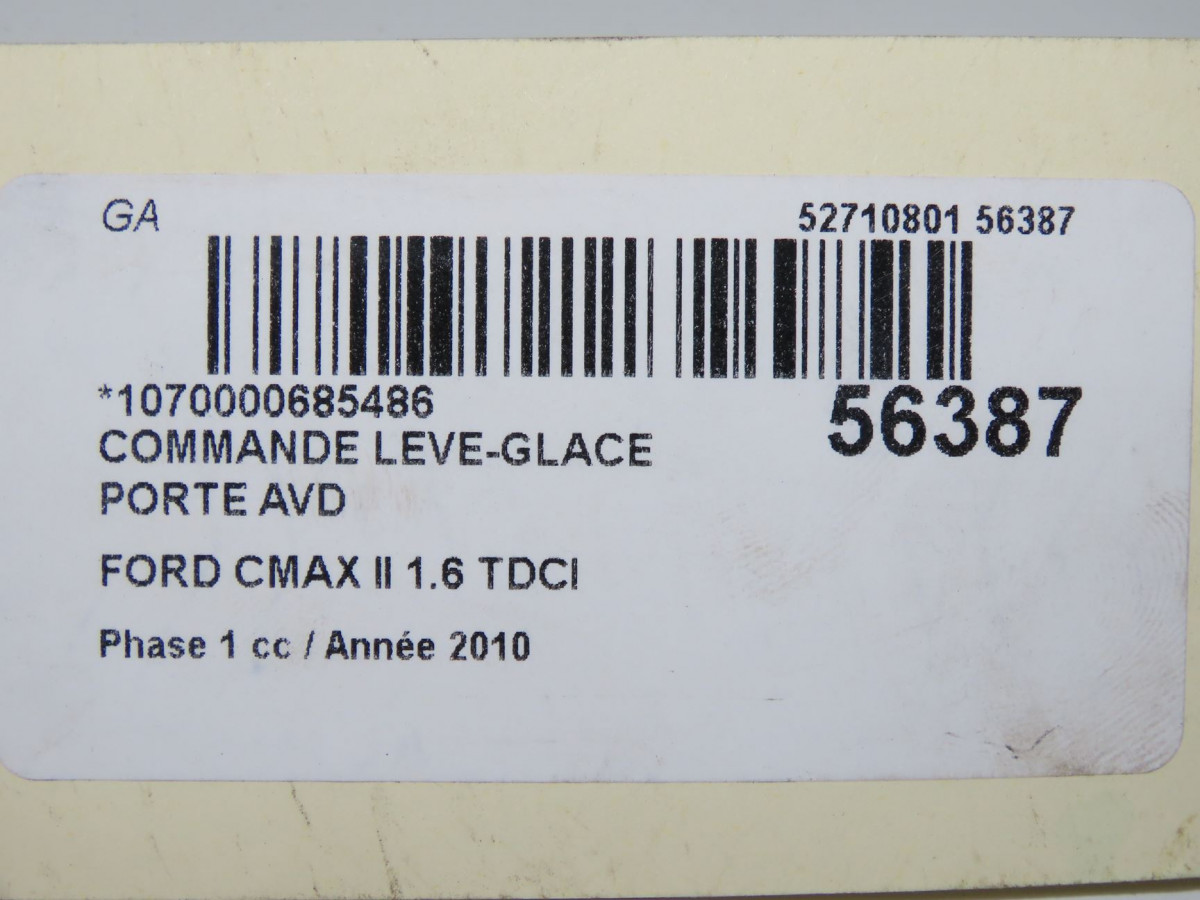 GA
52710801 56387
*1070000685486
56387
COMMANDE LEVE-GLACE
PORTE AVD
FORD CMAX II 1.6 TDCI
Phase 1 cc / Année 2010